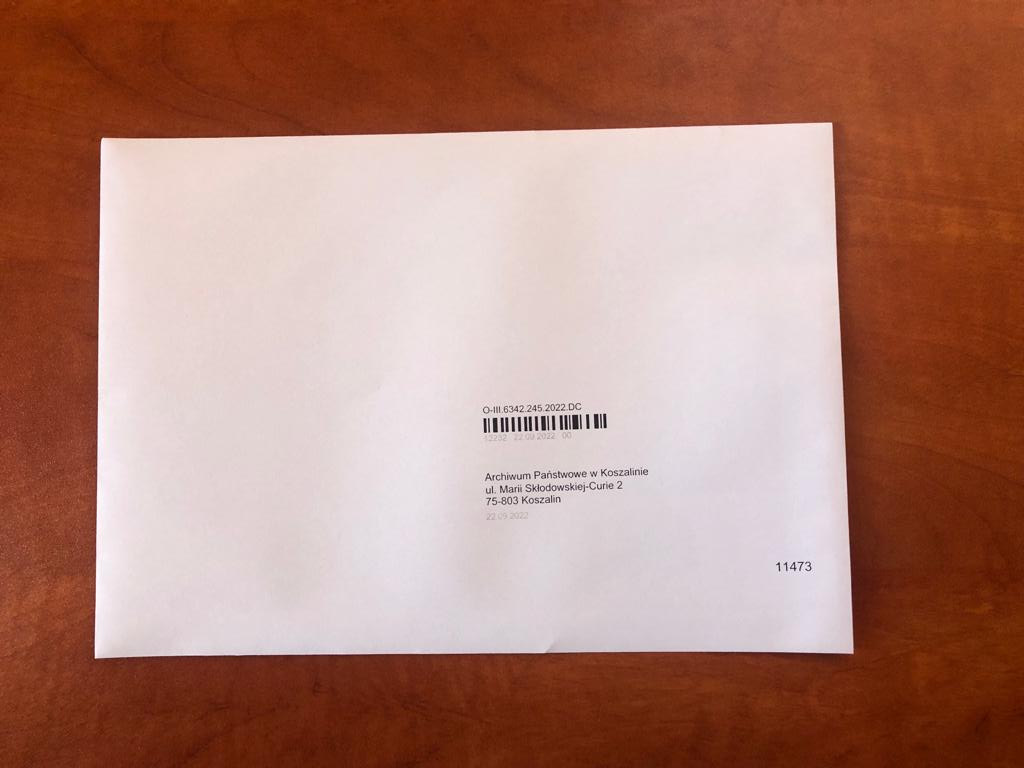 O-III.6342.245.2022.DC
12232 22.09.2022 00
Archiwum Państwowe w Koszalinie
ul. Marii Skłodowskiej-Curie 2
75-803 Koszalin
22.09.2022
11473